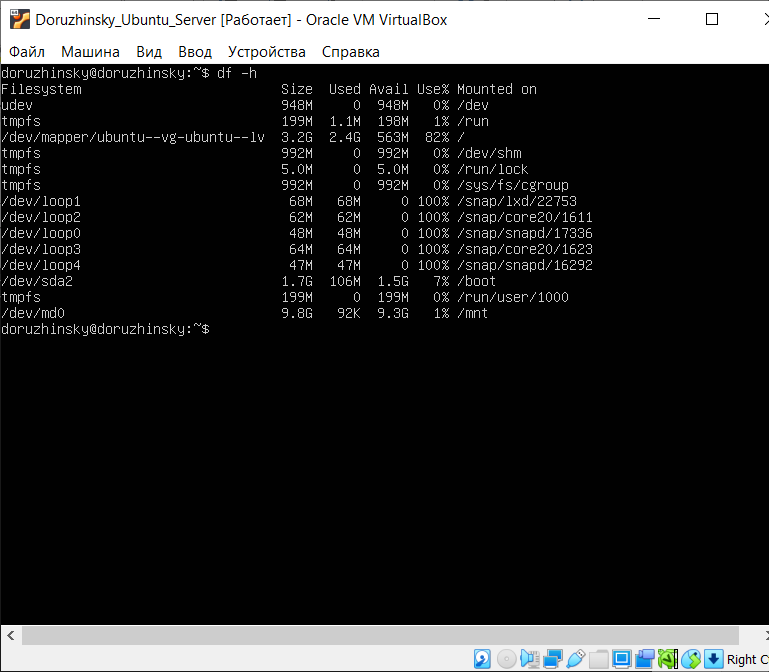 Doruzhinsky_Ubuntu_Server [Работает] - Oracle VM VirtualBox
Файл Машина Вид Ввод Устройства Справка
doruzhinsky@doruzhinsky:~$ df -h
Filesystem                         Size  Used Avail Use% Mounted on
udev                               948M     0  948M   0% /dev
tmpfs                              199M  1.1M  198M   1% /run
/dev/mapper/ubuntu--vg-ubuntu--lv  3.2G  2.4G  563M  82% /
tmpfs                              992M     0  992M   0% /dev/shm
tmpfs                              5.0M     0  5.0M   0% /run/lock
tmpfs                              992M     0  992M   0% /sys/fs/cgroup
/dev/loop1                          68M   68M     0 100% /snap/lxd/22753
/dev/loop2                          62M   62M     0 100% /snap/core20/1611
/dev/loop0                          48M   48M     0 100% /snap/snapd/17336
/dev/loop3                          64M   64M     0 100% /snap/core20/1623
/dev/loop4                          47M   47M     0 100% /snap/snapd/16292
/dev/sda2                          1.7G  106M  1.5G   7% /boot
tmpfs                              199M     0  199M   0% /run/user/1000
/dev/md0                           9.8G   92K  9.3G   1% /mnt
doruzhinsky@doruzhinsky:~$
Right C